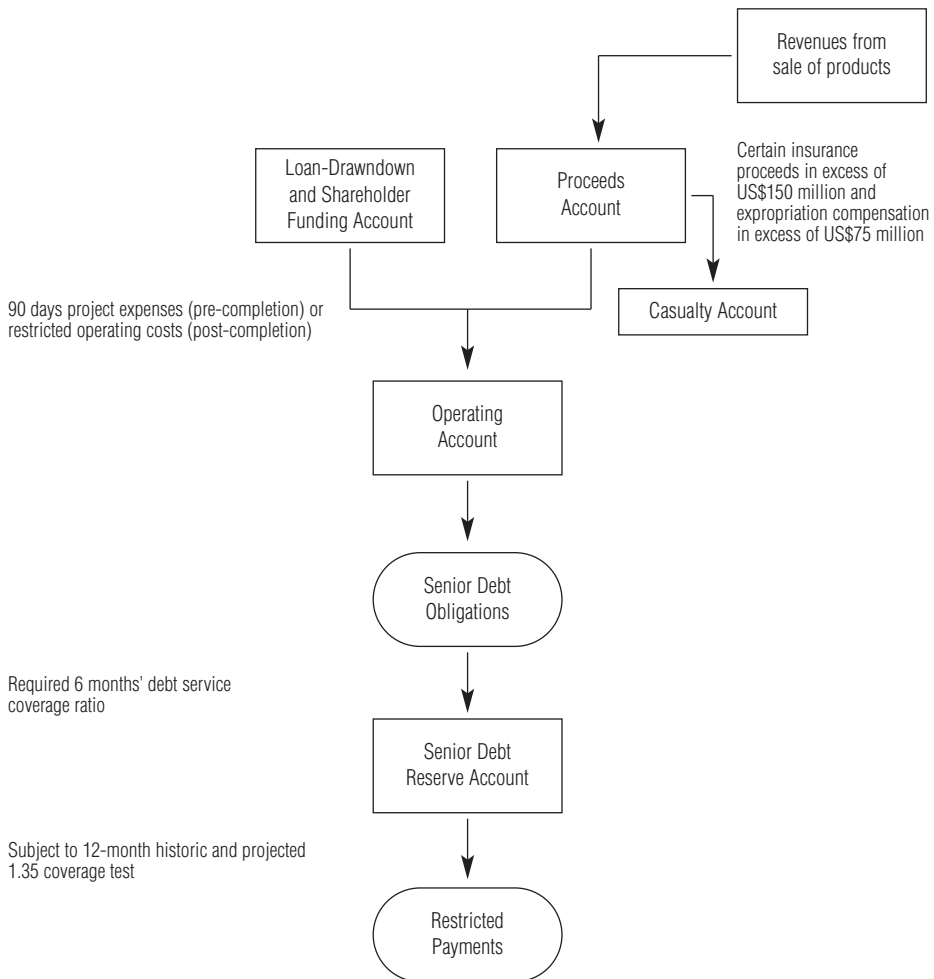 Revenues from
sale of products
Loan-Drawndown
and Shareholder
Funding Account
Proceeds
Account
Certain insurance
proceeds in excess of
US$150 million and
expropriation compensation
in excess of US$75 million
Casualty Account
90 days project expenses (pre-completion) or
restricted operating costs (post-completion)
Operating
Account
Senior Debt
Obligations
Required 6 months’ debt service
coverage ratio
Senior Debt
Reserve Account
Subject to 12-month historic and projected
1.35 coverage test
Restricted
Payments